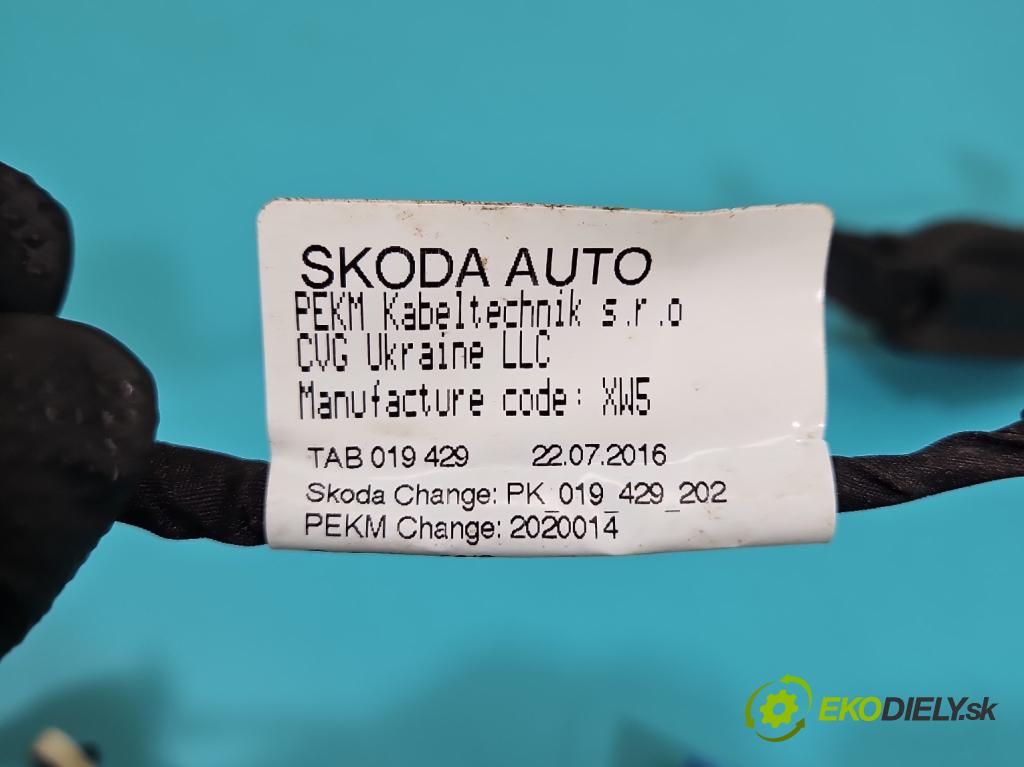 SKODA AUTO
PEKM Kabeltechnik s.r.o
CVG Ukraine LLC
Manufacture code: XW5
TAB 019 429 22.07.2016
Skoda Change: PK_019_429_202
PEKM Change: 2020014
EKODIELY.sk